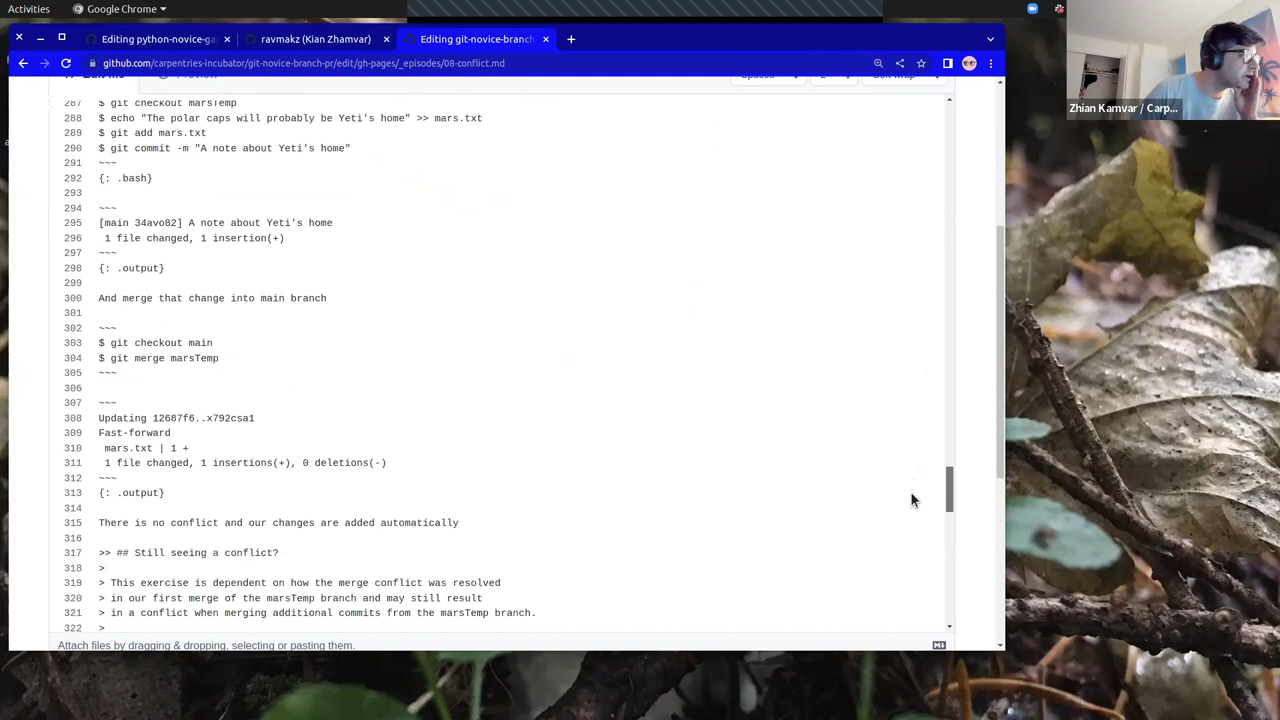 Activities
Google Chrome
Editing python-novice-ga
ravmakz (Kian Zhamvar)
Editing git-novice-branch
github.com/carpentries-incubator/git-novice-branch-pr/edit/gh-pages/_episodes/08-conflict.md
Zhian Kamvar / Carp...
287 $ git checkout marsTemp
288 $ echo "The polar caps will probably be Yeti's home" >> mars.txt
289 $ git add mars.txt
290 $ git commit -m "A note about Yeti's home"
291 ~~~
292 {: .bash}
293
294 ~~~
295 [main 34avo82] A note about Yeti's home
296 1 file changed, 1 insertion(+)
297 ~~~
298 {: .output}
299
300 And merge that change into main branch
301
302 ~~~
303 $ git checkout main
304 $ git merge marsTemp
305 ~~~
306
307 ~~~
308 Updating 12687f6..x792csa1
309 Fast-forward
310 mars.txt | 1 +
311 1 file changed, 1 insertions(+), 0 deletions(-)
312 ~~~
313 {: .output}
314
315 There is no conflict and our changes are added automatically
316
317 >> ## Still seeing a conflict?
318 >
319 > This exercise is dependent on how the merge conflict was resolved
320 > in our first merge of the marsTemp branch and may still result
321 > in a conflict when merging additional commits from the marsTemp branch.
322 >
Attach files by dragging & dropping, selecting or pasting them.